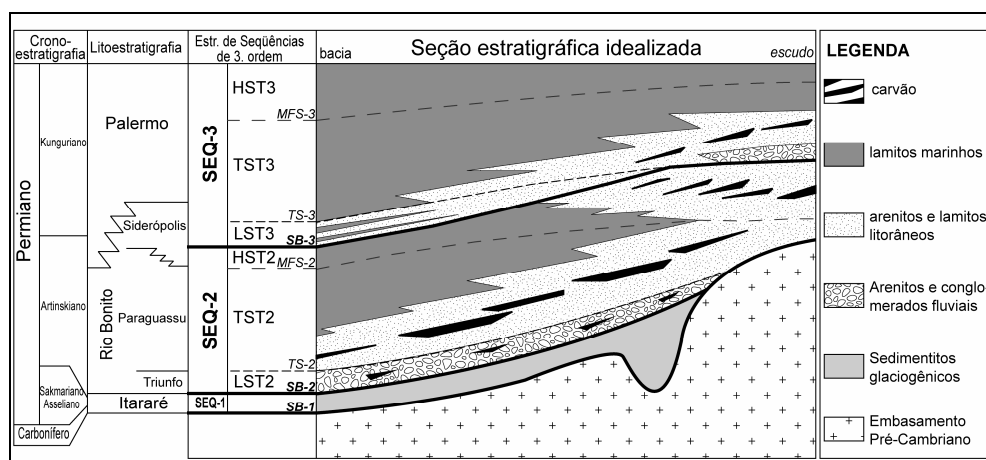 Crono-
estratigrafia
Litoestratigrafia
Estr. de Seqüências
de 3. ordem
bacia
Seção estratigráfica idealizada
escudo
LEGENDA
Permiano
Kunguriano
Artinskiano
Sakmariano
Asseliano
Carbonífero
Palermo
Siderópolis
Rio Bonito
Paraguassu
Triunfo
Itararé
SEQ-3
SEQ-2
SEQ-1
HST3
MFS-3
TST3
TS-3
LST3
SB-3
HST2
MFS-2
TST2
TS-2
LST2
SB-2
SB-1
carvão
lamitos marinhos
arenitos e lamitos
litorâneos
Arenitos e conglo-
merados fluviais
Sedimentitos
glaciogênicos
Embasamento
Pré-Cambriano